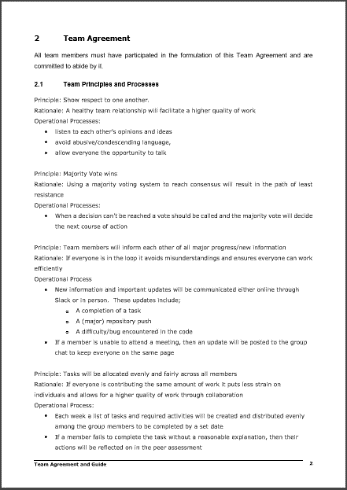 2 Team Agreement
All team members must have participated in the formulation of this Team Agreement and are
committed to abide by it.
2.1 Team Principles and Processes
Principle: Show respect to one another.
Rationale: A healthy team relationship will facilitate a higher quality of work
Operational Processes:
• listen to each other's opinions and ideas
• avoid abusive/condescending language,
• allow everyone the opportunity to talk
Principle: Majority Vote wins
Rationale: Using a majority voting system to reach consensus will result in the path of least
resistance
Operational Processes:
• When a decision can't be reached a vote should be called and the majority vote will decide
the next course of action
Principle: Team members will inform each other of all major progress/new information
Rationale: If everyone is in the loop it avoids misunderstandings and ensures everyone can work
efficiently
Operational Process
• New information and important updates will be communicated either online through
Slack or in person. These updates include;
o A completion of a task
o A (major) repository push
o A difficulty/bug encountered in the code
• If a member is unable to attend a meeting, then an update will be posted to the group
chat to keep everyone on the same page
Principle: Tasks will be allocated evenly and fairly across all members
Rationale: If everyone is contributing the same amount of work it puts less strain on
individuals and allows for a higher quality of work through collaboration
Operational Process:
• Each week a list of tasks and required activities will be created and distributed evenly
among the group members to be completed by a set date
• If a member fails to complete the task without a reasonable explanation, then their
actions will be reflected on in the peer assessment
Team Agreement and Guide 2